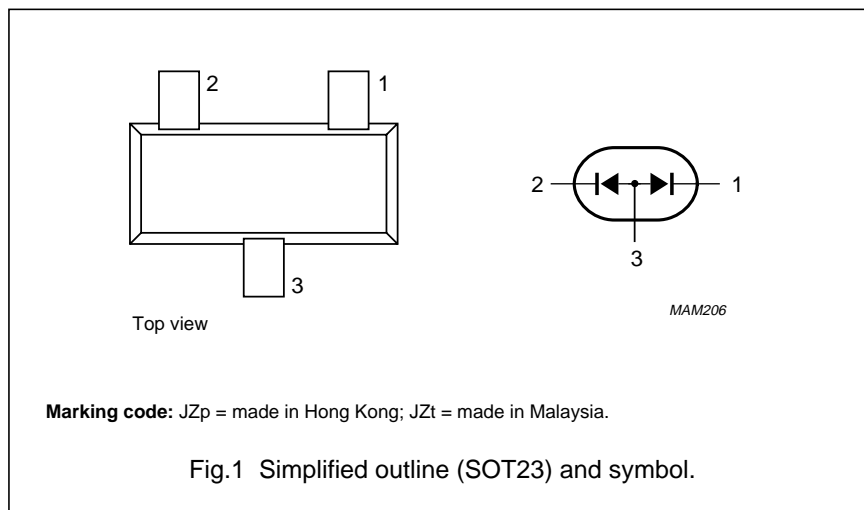 2 1
2 1
3
3
Top view
MAM206
Marking code: JZp = made in Hong Kong; JZt = made in Malaysia.
Fig.1 Simplified outline (SOT23) and symbol.